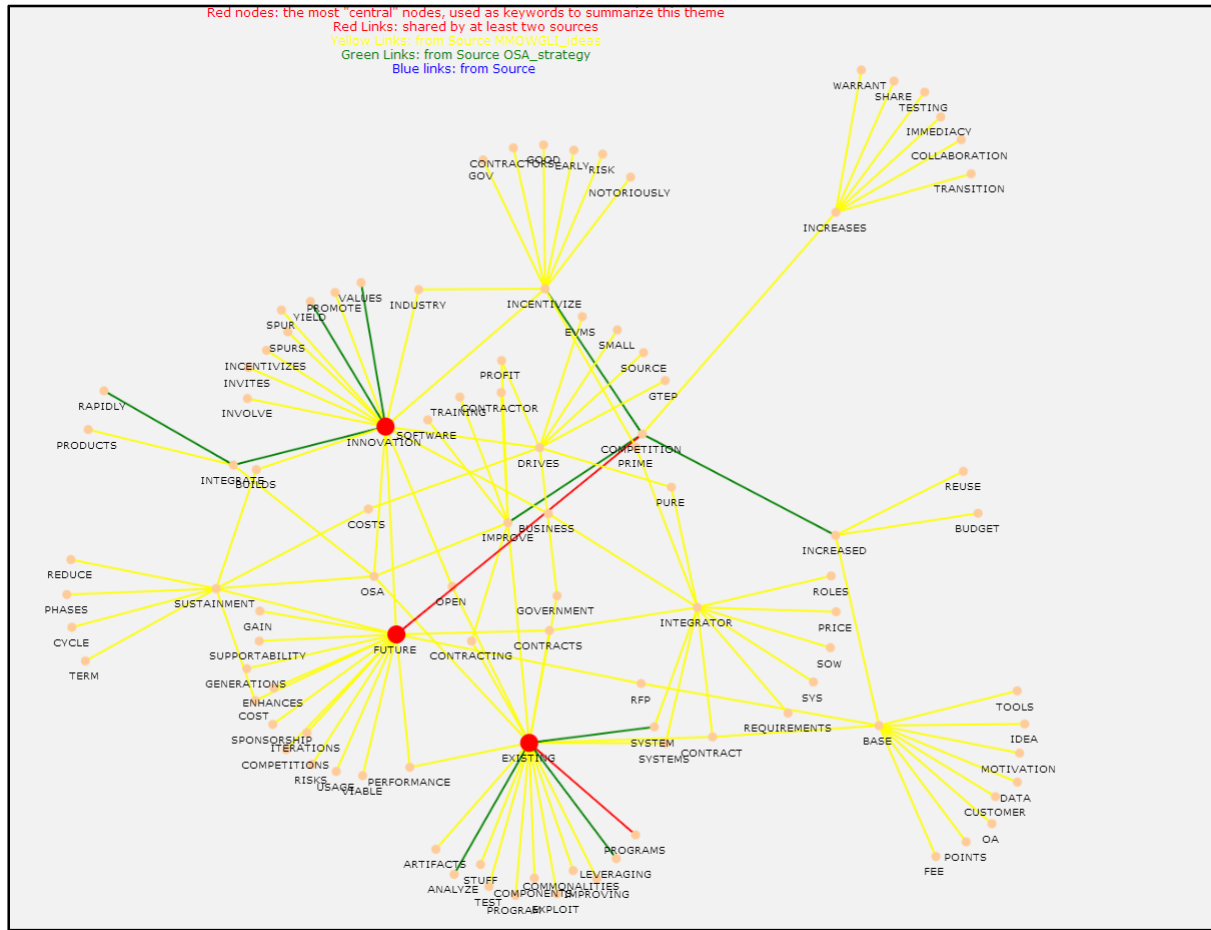 Red nodes: the most "central" nodes, used as keywords to summarize this theme
Red Links: shared by at least two sources
Yellow Links: from Source MMOWGLI_ideas
Green Links: from Source OSA_strategy
Blue links: from Source
WARRANT
SHARE
TESTING
IMMEDIACY
COLLABORATION
TRANSITION
INCREASES
GOV
CONTRACTORS
GOOD
EARLY
RISK
NOTORIOUSLY
INDUSTRY
INCENTIVIZE
VALUES
PROMOTE
YIELD
SPUR
SPURS
INCENTIVIZES
INVITES
INVOLVE
EVMS
SMALL
SOURCE
GTEP
PROFIT
CONTRACTOR
TRAINING
SOFTWARE
INNOVATION
DRIVES
COMPETITION
PRIME
RAPIDLY
PRODUCTS
INTEGRATE
BUILDS
PURE
REUSE
BUDGET
INCREASED
COSTS
BUSINESS
IMPROVE
REDUCE
PHASES
CYCLE
TERM
SUSTAINMENT
OSA
OPEN
GOVERNMENT
INTEGRATOR
ROLES
PRICE
SOW
SYS
GAIN
SUPPORTABILITY
FUTURE
CONTRACTING
CONTRACTS
GENERATIONS
ENHANCES
COST
SPONSORSHIP
ITERATIONS
COMPETITIONS
RISKS
USAGE
VIABLE
PERFORMANCE
RFP
REQUIREMENTS
SYSTEM
SYSTEMS
CONTRACT
EXISTING
BASE
TOOLS
IDEA
MOTIVATION
DATA
CUSTOMER
OA
POINTS
FEE
PROGRAMS
LEVERAGING
IMPROVING
COMMONALITIES
EXPLOIT
COMPONENTS
PROGRAM
TEST
STUFF
ANALYZE
ARTIFACTS